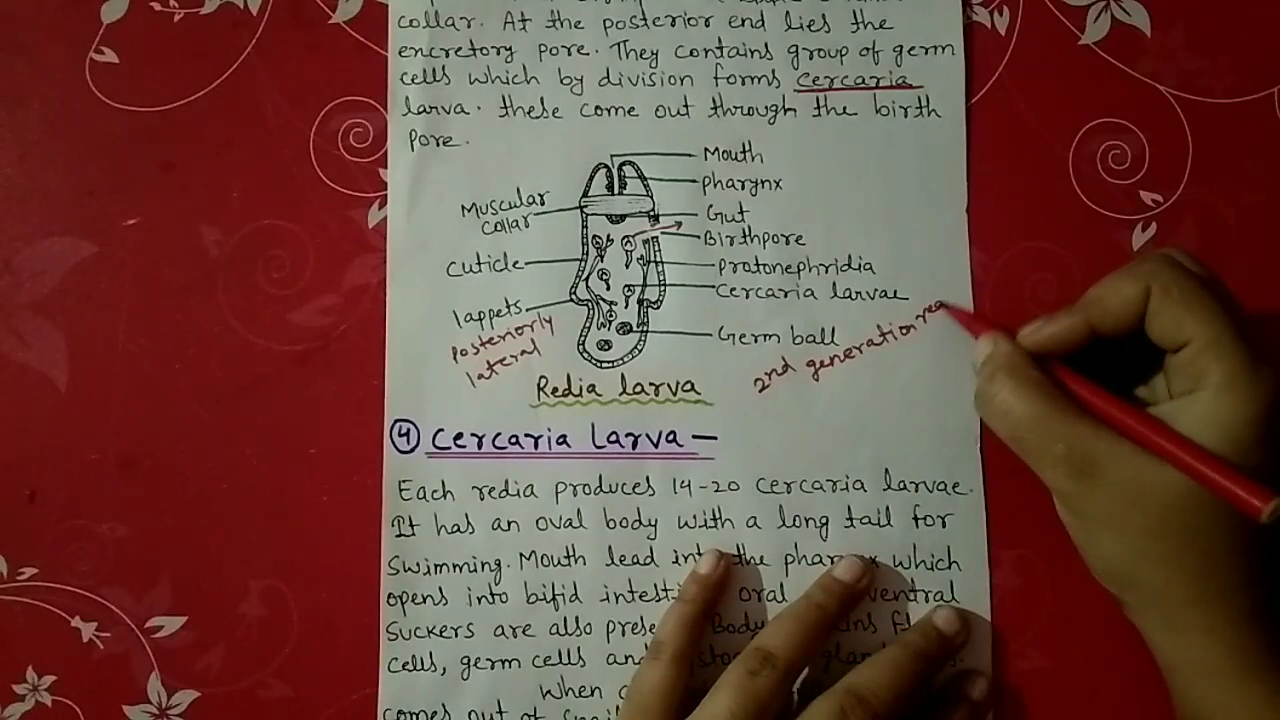 collar. At the posterior end lies the
encretory pore. They contains group of germ
cells which by division forms cercaria
larva. these come out through the birth
pore.
Mouth
pharynx
Muscular
collar
Gut
Birthpore
cuticle
protonephridia
cercaria larvae
lappets
posteriorly
lateral
Germ ball
2nd generation
Redia larva
4 Cercaria Larva —
Each redia produces 14-20 cercaria larvae.
It has an oval body with a long tail for
swimming. Mouth lead into the which
opens into bifid oral ventral
suckers are also Body
cells, germ cells and
When
comes out of